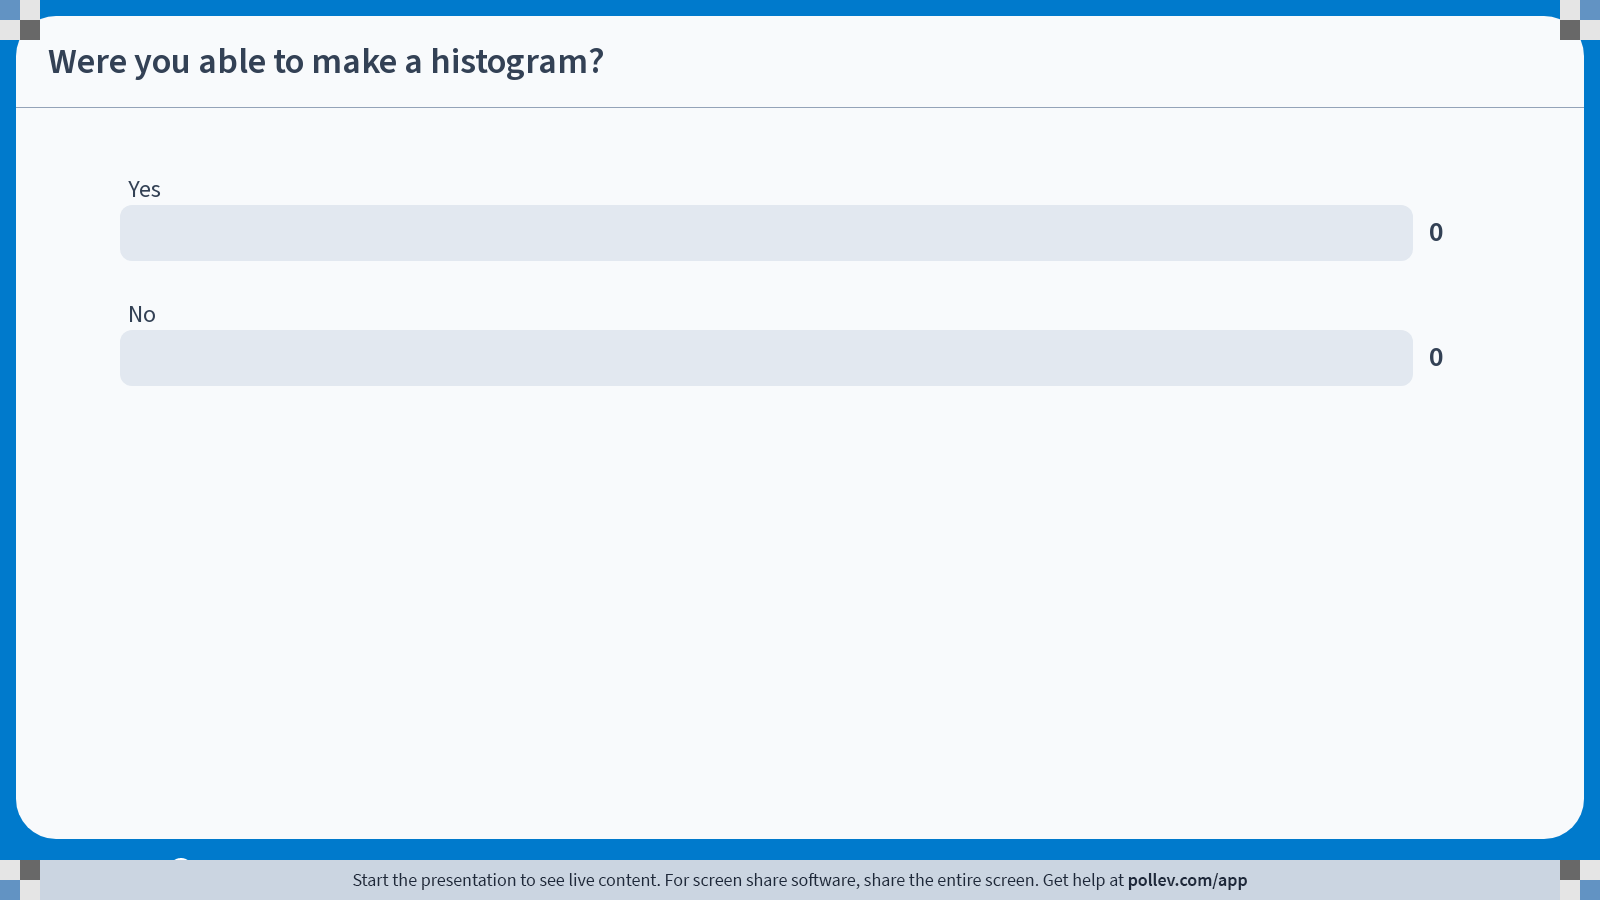 Were you able to make a histogram?
Yes
0
No
0
Start the presentation to see live content. For screen share software, share the entire screen. Get help at pollev.com/app